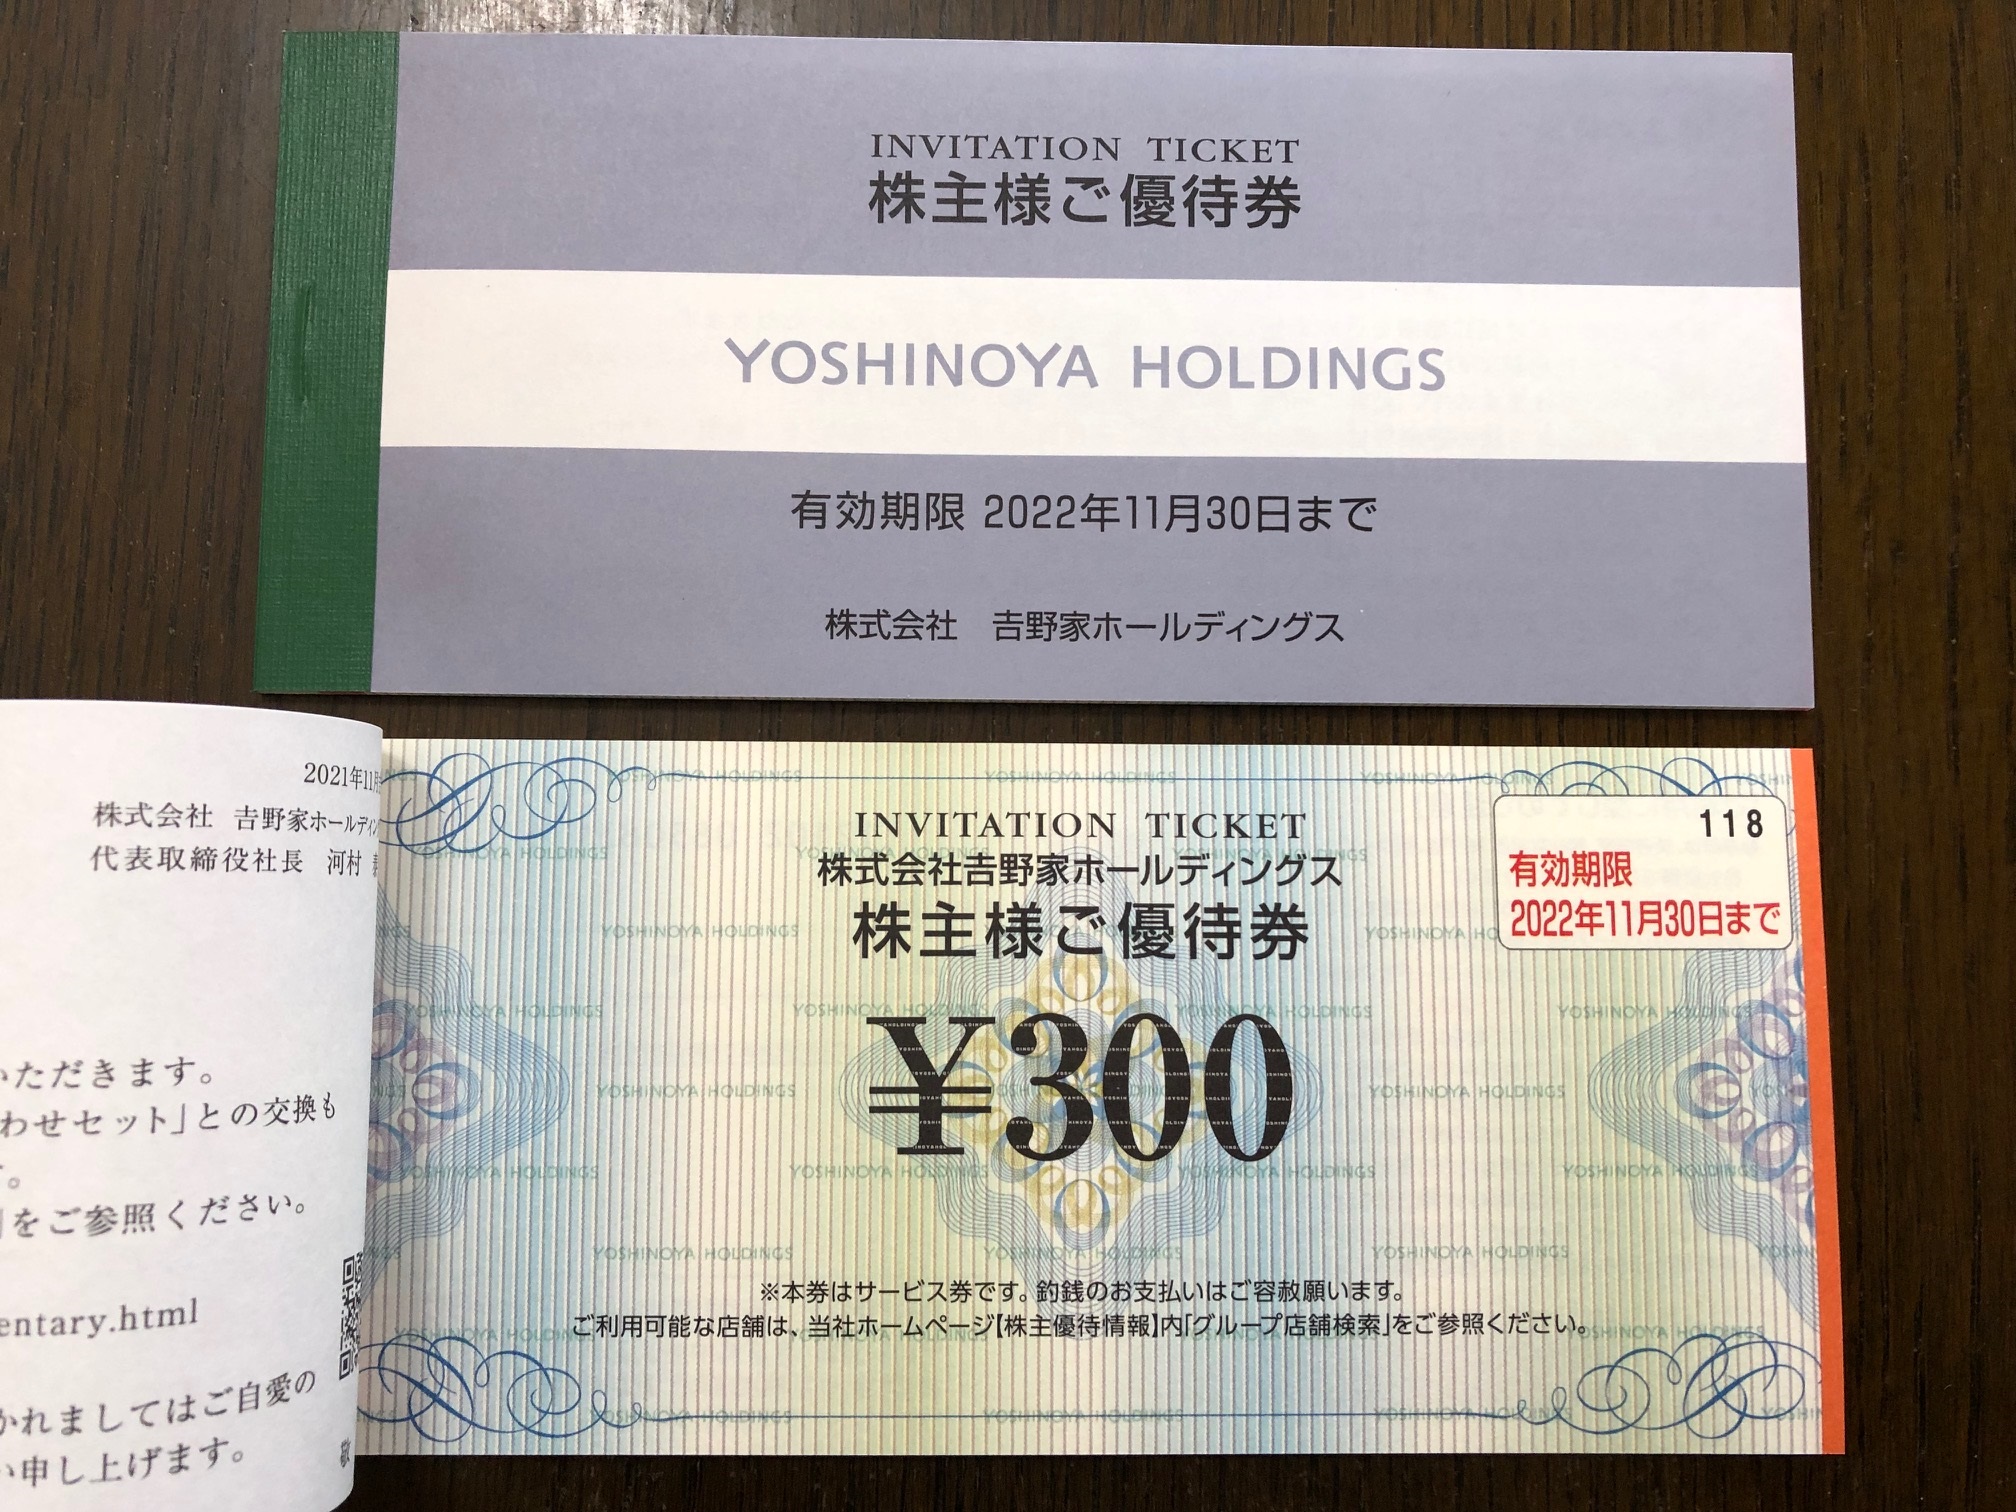 INVITATION TICKET
株主様ご優待券
YOSHINOYA HOLDINGS
有効期限 2022年11月30日まで
株式会社 𠮷野家ホールディングス
2021年11月
株式会社 𠮷野家ホールディン
代表取締役社長 河村
いただきます。
わせセット」との交換も
す。
をご参照ください。
entary.html
かれましてはご自愛の
い申し上げます。
INVITATION TICKET
株式会社𠮷野家ホールディングス
株主様ご優待券
118
有効期限
2022年11月30日まで
¥300
※本券はサービス券です。釣銭のお支払いはご容赦願います。
ご利用可能な店舗は、当社ホームページ【株主優待情報】内「グループ店舗検索」をご参照ください。